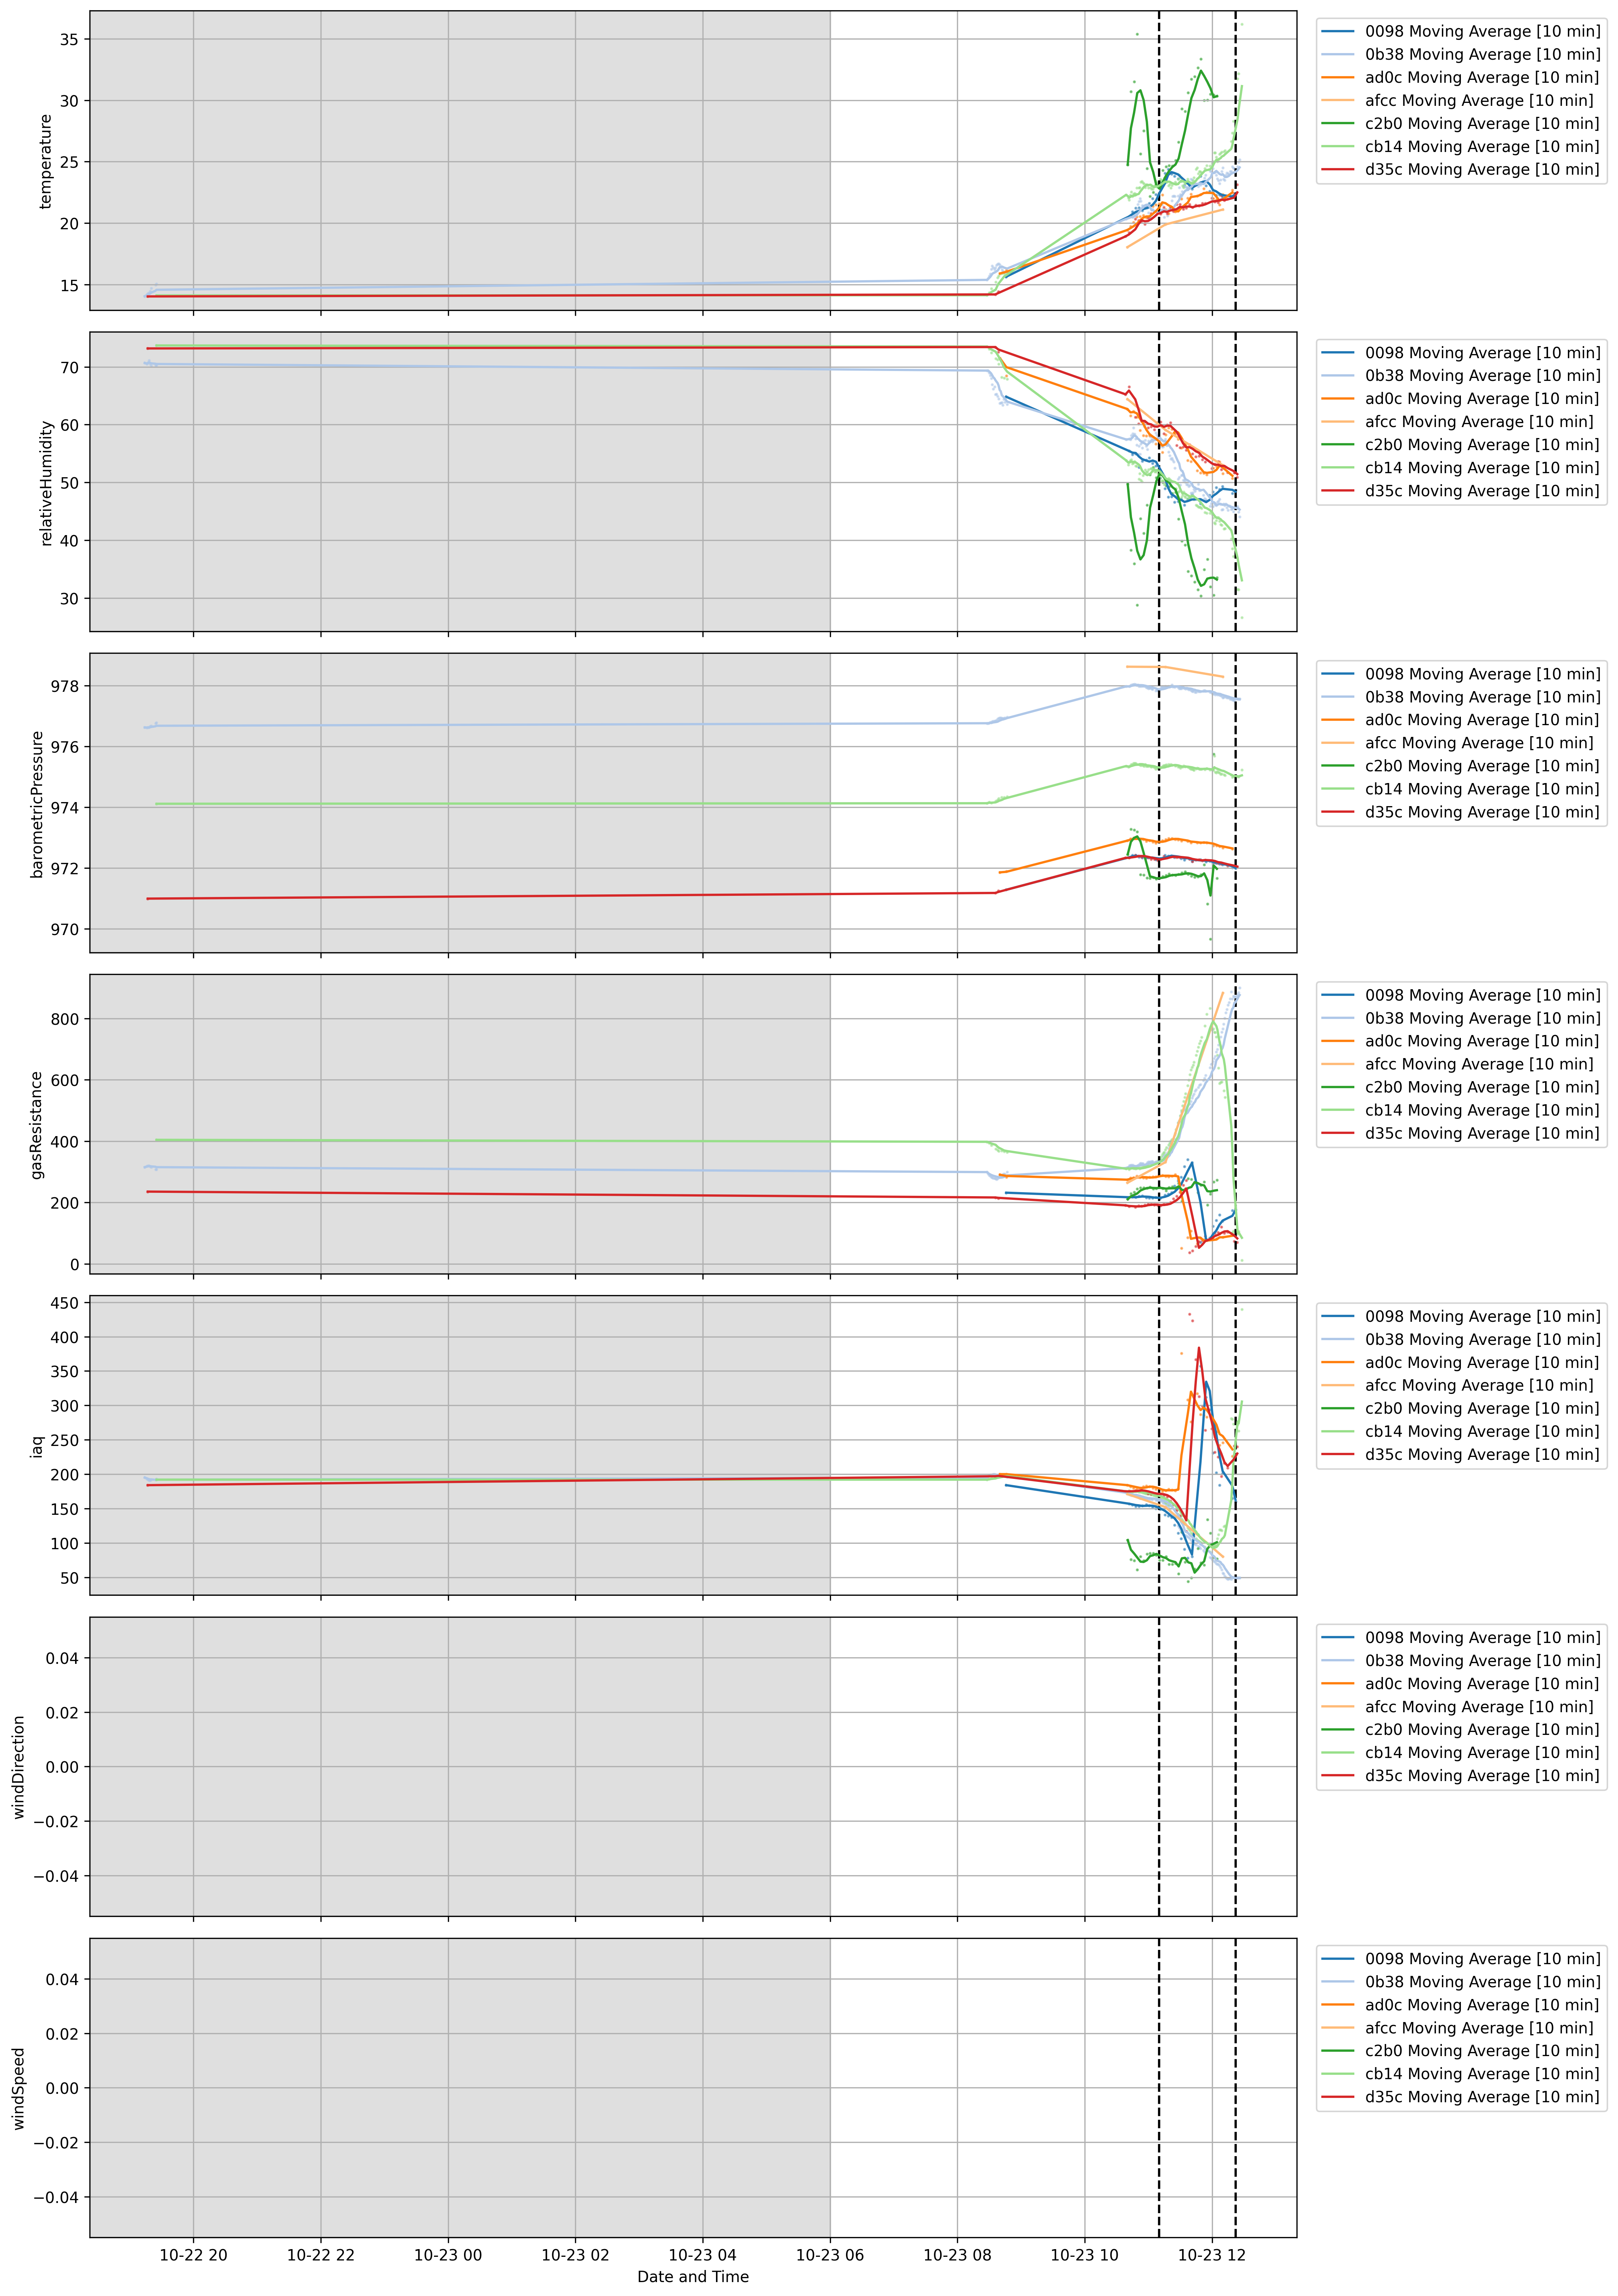 temperature
35
30
25
20
15
0098 Moving Average [10 min]
0b38 Moving Average [10 min]
ad0c Moving Average [10 min]
afcc Moving Average [10 min]
c2b0 Moving Average [10 min]
cb14 Moving Average [10 min]
d35c Moving Average [10 min]
relativeHumidity
70
60
50
40
30
0098 Moving Average [10 min]
0b38 Moving Average [10 min]
ad0c Moving Average [10 min]
afcc Moving Average [10 min]
c2b0 Moving Average [10 min]
cb14 Moving Average [10 min]
d35c Moving Average [10 min]
barometricPressure
978
976
974
972
970
0098 Moving Average [10 min]
0b38 Moving Average [10 min]
ad0c Moving Average [10 min]
afcc Moving Average [10 min]
c2b0 Moving Average [10 min]
cb14 Moving Average [10 min]
d35c Moving Average [10 min]
gasResistance
800
600
400
200
0
0098 Moving Average [10 min]
0b38 Moving Average [10 min]
ad0c Moving Average [10 min]
afcc Moving Average [10 min]
c2b0 Moving Average [10 min]
cb14 Moving Average [10 min]
d35c Moving Average [10 min]
iaq
450
400
350
300
250
200
150
100
50
0098 Moving Average [10 min]
0b38 Moving Average [10 min]
ad0c Moving Average [10 min]
afcc Moving Average [10 min]
c2b0 Moving Average [10 min]
cb14 Moving Average [10 min]
d35c Moving Average [10 min]
windDirection
0.04
0.02
0.00
−0.02
−0.04
0098 Moving Average [10 min]
0b38 Moving Average [10 min]
ad0c Moving Average [10 min]
afcc Moving Average [10 min]
c2b0 Moving Average [10 min]
cb14 Moving Average [10 min]
d35c Moving Average [10 min]
windSpeed
0.04
0.02
0.00
−0.02
−0.04
0098 Moving Average [10 min]
0b38 Moving Average [10 min]
ad0c Moving Average [10 min]
afcc Moving Average [10 min]
c2b0 Moving Average [10 min]
cb14 Moving Average [10 min]
d35c Moving Average [10 min]
10-22 20 10-22 22 10-23 00 10-23 02 10-23 04 10-23 06 10-23 08 10-23 10 10-23 12
Date and Time